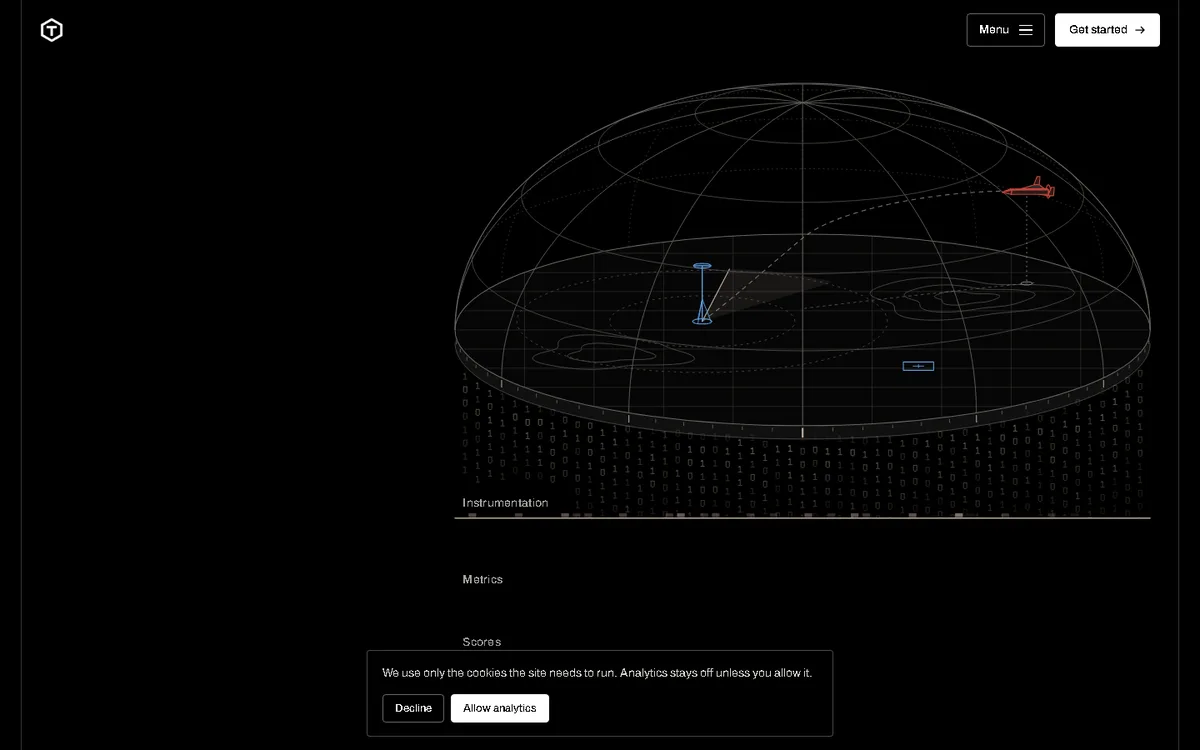 T
Menu
Get started →
Instrumentation
Metrics
Scores
We use only the cookies the site needs to run. Analytics stays off unless you allow it.
Decline
Allow analytics